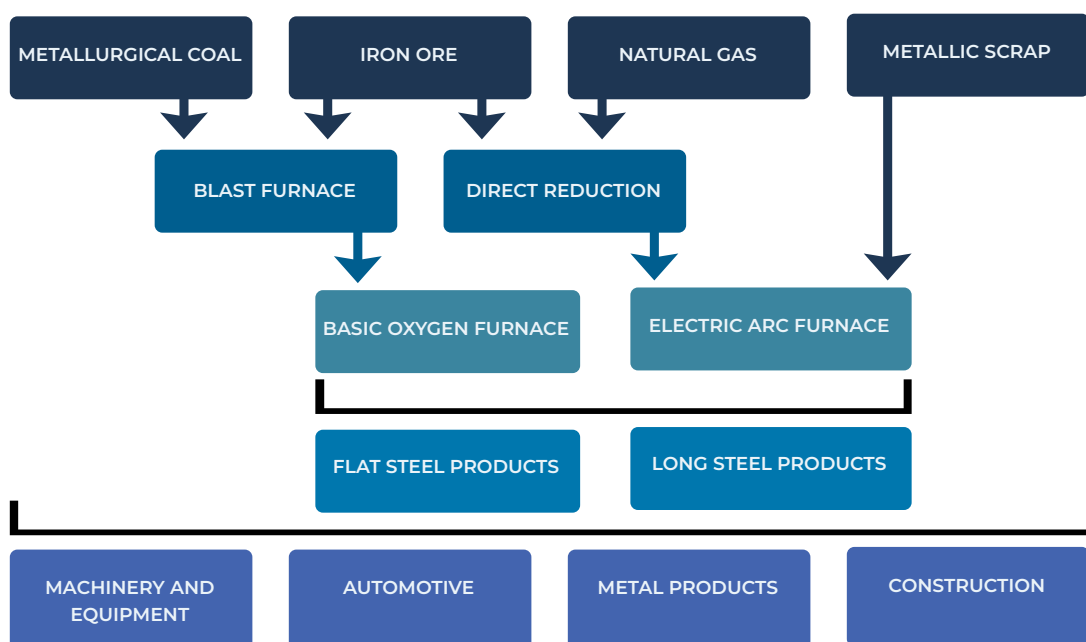 METALLURGICAL COAL
IRON ORE
NATURAL GAS
METALLIC SCRAP
BLAST FURNACE
DIRECT REDUCTION
BASIC OXYGEN FURNACE
ELECTRIC ARC FURNACE
FLAT STEEL PRODUCTS
LONG STEEL PRODUCTS
MACHINERY AND
EQUIPMENT
AUTOMOTIVE
METAL PRODUCTS
CONSTRUCTION